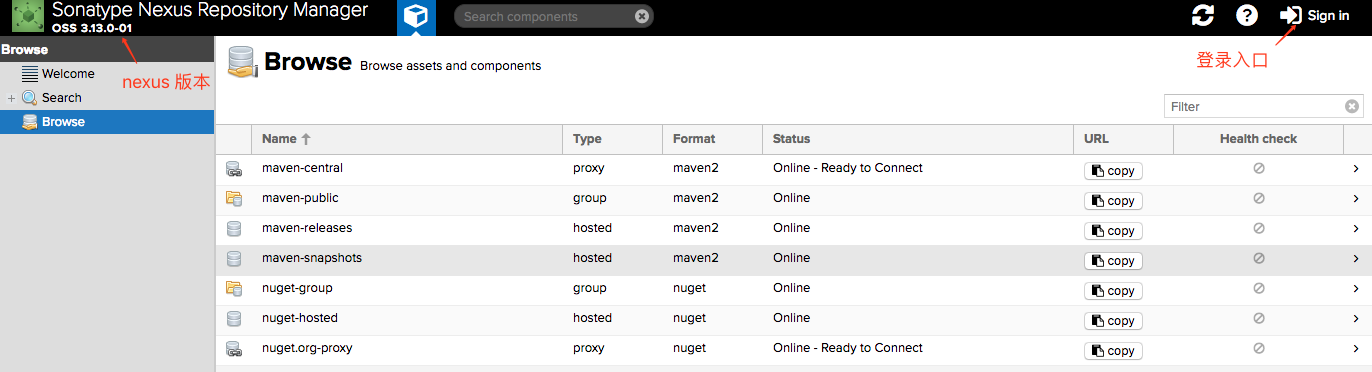 Sonatype Nexus Repository Manager
OSS 3.13.0-01
Search components
Sign in
Browse
nexus 版本
登录入口
Welcome
Search
Browse
Browse Browse assets and components
Filter
Name Type Format Status URL Health check
maven-central proxy maven2 Online - Ready to Connect copy
maven-public group maven2 Online copy
maven-releases hosted maven2 Online copy
maven-snapshots hosted maven2 Online copy
nuget-group group nuget Online copy
nuget-hosted hosted nuget Online copy
nuget.org-proxy proxy nuget Online - Ready to Connect copy